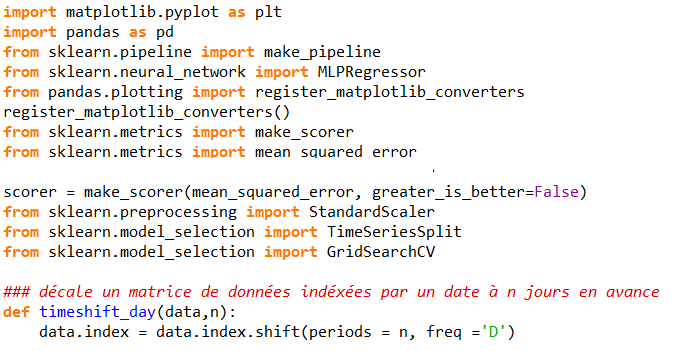 import matplotlib.pyplot as plt
import pandas as pd
from sklearn.pipeline import make_pipeline
from sklearn.neural_network import MLPRegressor
from pandas.plotting import register_matplotlib_converters
register_matplotlib_converters()
from sklearn.metrics import make_scorer
from sklearn.metrics import mean_squared_error
scorer = make_scorer(mean_squared_error, greater_is_better=False)
from sklearn.preprocessing import StandardScaler
from sklearn.model_selection import TimeSeriesSplit
from sklearn.model_selection import GridSearchCV
### décale un matrice de données indéxées par un date à n jours en avance
def timeshift_day(data,n):
    data.index = data.index.shift(periods = n, freq ='D')